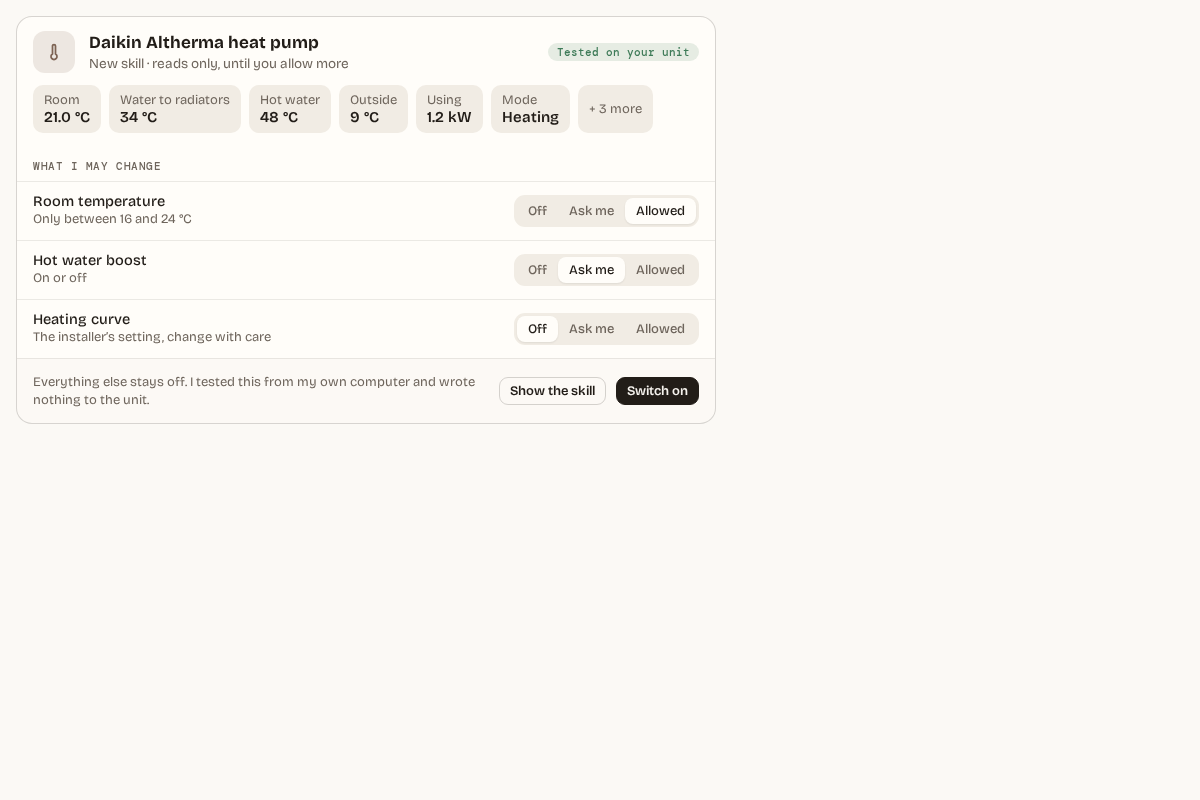 Daikin Altherma heat pump
New skill · reads only, until you allow more
Tested on your unit
Room
21.0 °C
Water to radiators
34 °C
Hot water
48 °C
Outside
9 °C
Using
1.2 kW
Mode
Heating
+ 3 more
WHAT I MAY CHANGE
Room temperature
Only between 16 and 24 °C
Off Ask me Allowed
Hot water boost
On or off
Off Ask me Allowed
Heating curve
The installer's setting, change with care
Off Ask me Allowed
Everything else stays off. I tested this from my own computer and wrote
nothing to the unit.
Show the skill
Switch on